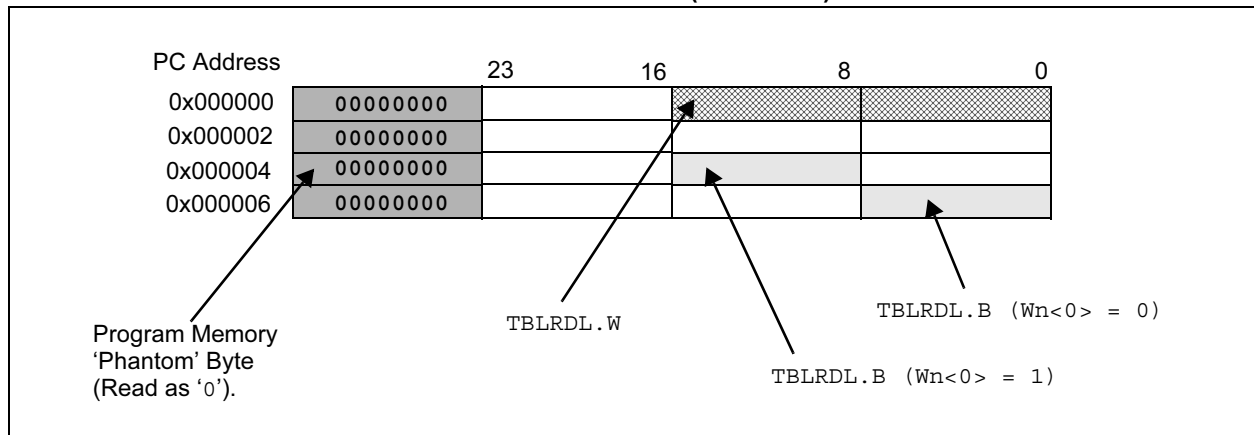 PC Address 23 16 8 0
0x000000 00000000
0x000002 00000000
0x000004 00000000
0x000006 00000000
TBLRDL.W
TBLRDL.B (Wn<0> = 0)
TBLRDL.B (Wn<0> = 1)
Program Memory
‘Phantom’ Byte
(Read as ‘0’).